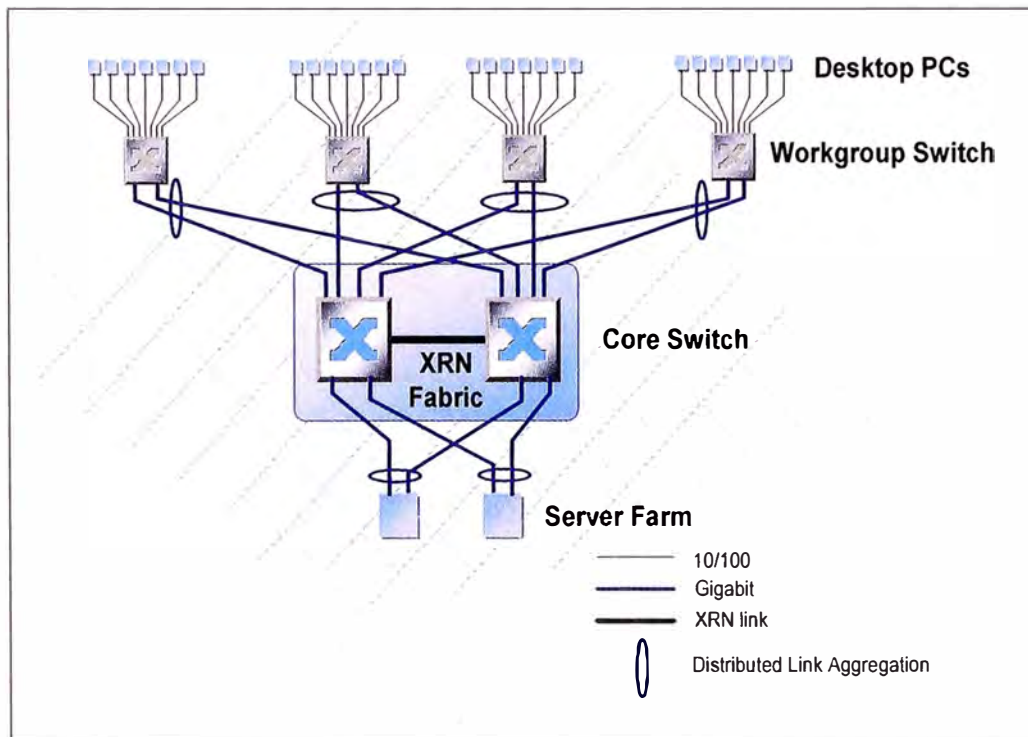 Desktop PCs
Workgroup Switch
Core Switch
XRN
Fabric
Server Farm
10/100
Gigabit
XRN link
Distributed Link Aggregation